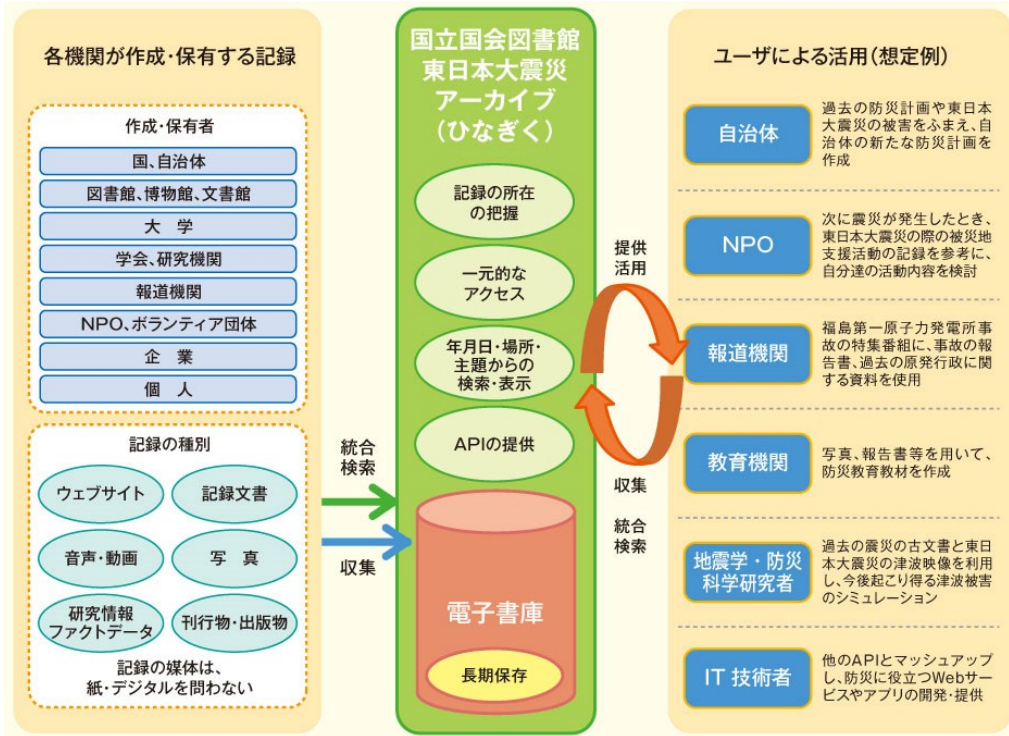 各機関が作成・保有する記録
作成・保有者
国、自治体
図書館、博物館、文書館
大　学
学会、研究機関
報道機関
NPO、ボランティア団体
企　業
個　人
記録の種別
ウェブサイト
記録文書
音声・動画
写　真
研究情報
ファクトデータ
刊行物・出版物
記録の媒体は、
紙・デジタルを問わない
統合
検索
収集
国立国会図書館
東日本大震災
アーカイブ
（ひなぎく）
記録の所在
の把握
一元的な
アクセス
年月日・場所・
主題からの
検索・表示
APIの提供
電子書庫
長期保存
提供
活用
収集
統合
検索
ユーザによる活用（想定例）
自治体
過去の防災計画や東日本
大震災の被害をふまえ、自
治体の新たな防災計画を
作成
NPO
次に震災が発生したとき、
東日本大震災の際の被災地
支援活動の記録を参考に、
自分達の活動内容を検討
報道機関
福島第一原子力発電所事
故の特集番組に、事故の報
告書、過去の原発行政に関
する資料を使用
教育機関
写真、報告書等を用いて、
防災教育教材を作成
地震学・防災
科学研究者
過去の震災の古文書と東日
本大震災の津波映像を利用
し、今後起こり得る津波被害
のシミュレーション
IT 技術者
他のAPIとマッシュアップ
し、防災に役立つWebサー
ビスやアプリの開発・提供